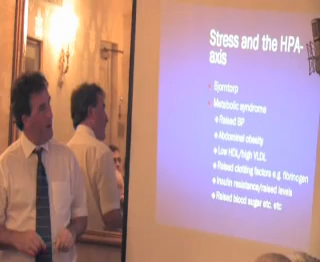 Stress and the HPA-
axis
Bjorntorp
Metabolic syndrome
Raised BP
Abdominal obesity
Low HDL/high VLDL
Raised clotting factors e.g. fibrinogen
Insulin resistance/raised levels
Raised blood sugar etc. etc